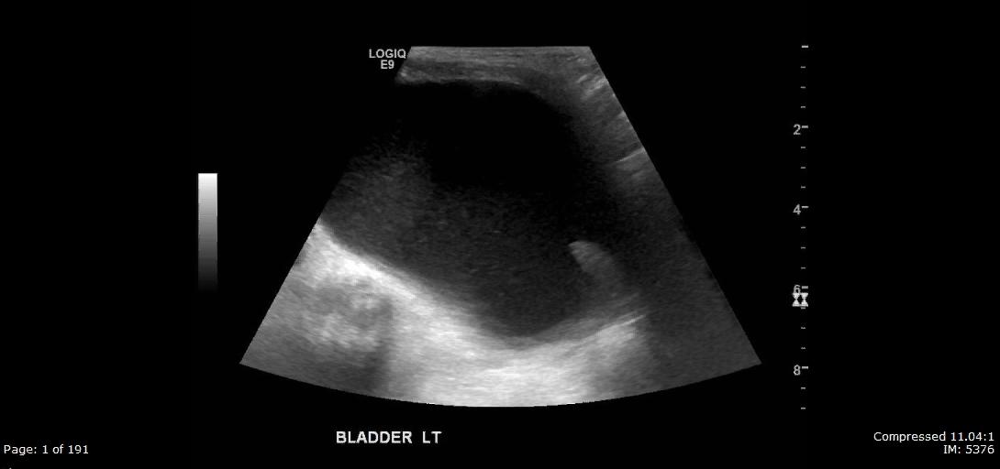 LOGIQ
E9
2
4
6
8
BLADDER LT
Page: 1 of 191
Compressed 11.04:1
IM: 5376